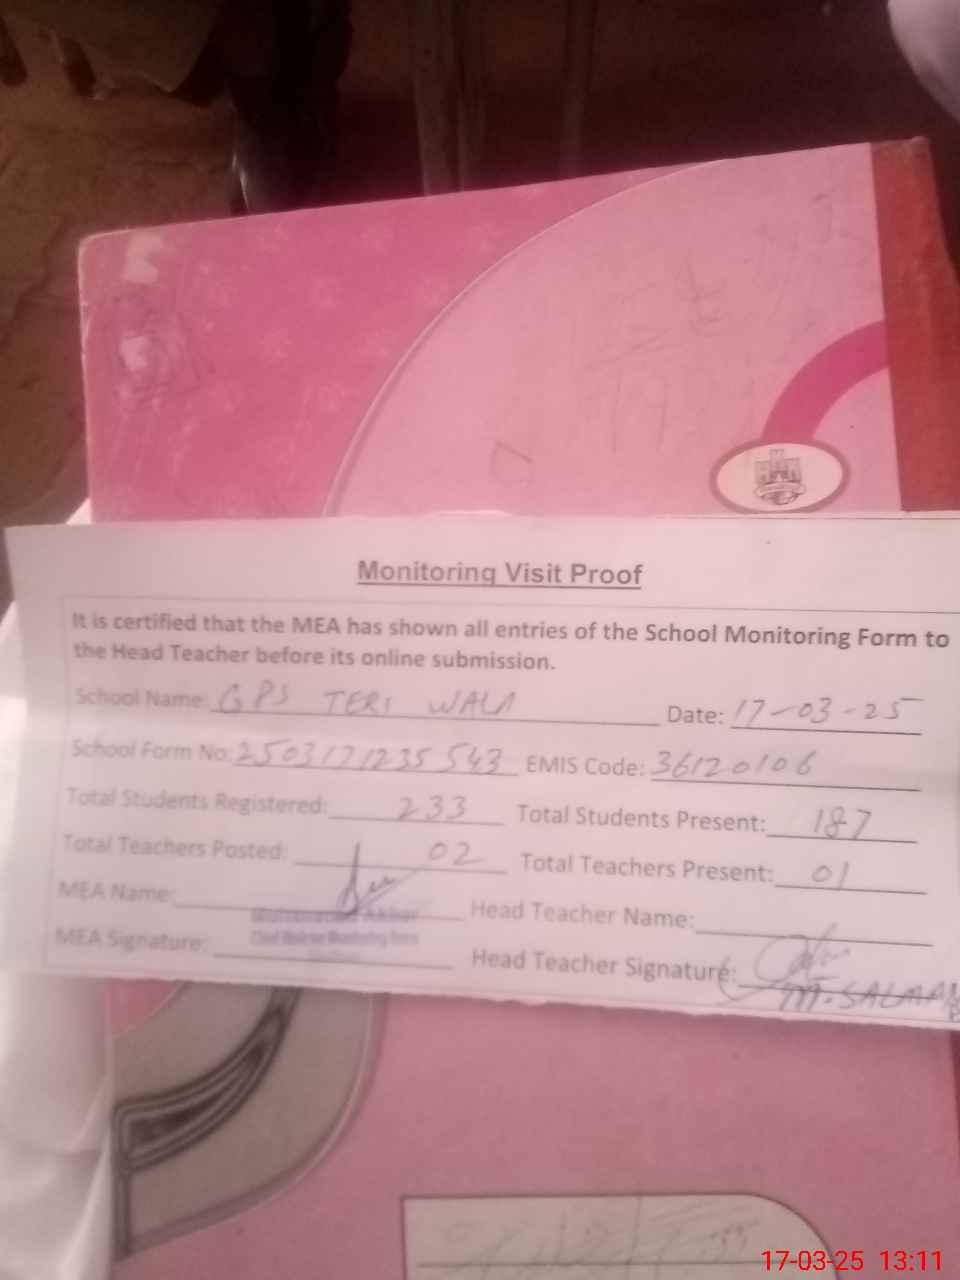 Monitoring Visit Proof
It is certified that the MEA has shown all entries of the School Monitoring Form to
the Head Teacher before its online submission.
School Name: GPS TERI WALA Date: 17-03-25
School Form No: 2503171235543 EMIS Code: 36120106
Total Students Registered: 233 Total Students Present: 187
Total Teachers Posted: 02 Total Teachers Present: 01
MEA Name: Head Teacher Name:
MEA Signature: Head Teacher Signature:
M. SALMAN
17-03-25 13:11